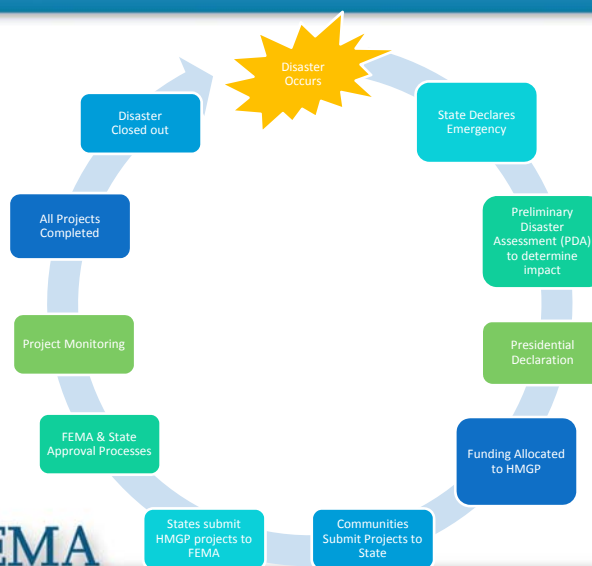 Disaster
Occurs
State Declares
Emergency
Preliminary
Disaster
Assessment (PDA)
to determine
impact
Presidential
Declaration
Funding Allocated
to HMGP
Communities
Submit Projects to
State
States submit
HMGP projects to
FEMA
FEMA & State
Approval Processes
Project Monitoring
All Projects
Completed
Disaster
Closed out
EMA